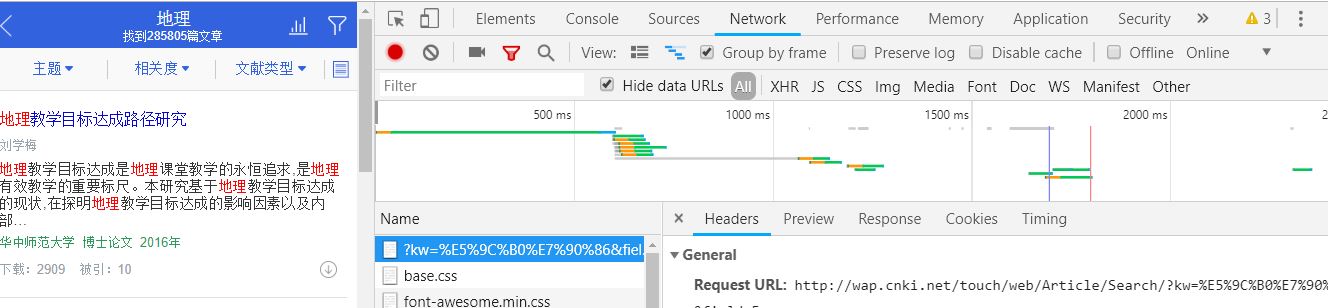 地理
找到285805篇文章
主题 相关度 文献类型
地理教学目标达成路径研究
刘学梅
地理教学目标达成是地理课堂教学的永恒追求,是地理
有效教学的重要标尺。本研究基于地理教学目标达成
的现状,在探明地理教学目标达成的影响因素以及内
部...
华中师范大学 博士论文 2016年
下载：2909 被引：10
Elements Console Sources Network Performance Memory Application Security » 3
View: Group by frame Preserve log Disable cache Offline Online
Filter Hide data URLs All XHR JS CSS Img Media Font Doc WS Manifest Other
500 ms 1000 ms 1500 ms 2000 ms 2
Name
?kw=%E5%9C%B0%E7%90%86&fiel...
base.css
font-awesome.min.css
× Headers Preview Response Cookies Timing
General
Request URL: http://wap.cnki.net/touch/web/Article/Search/?kw=%E5%9C%B0%E7%90%